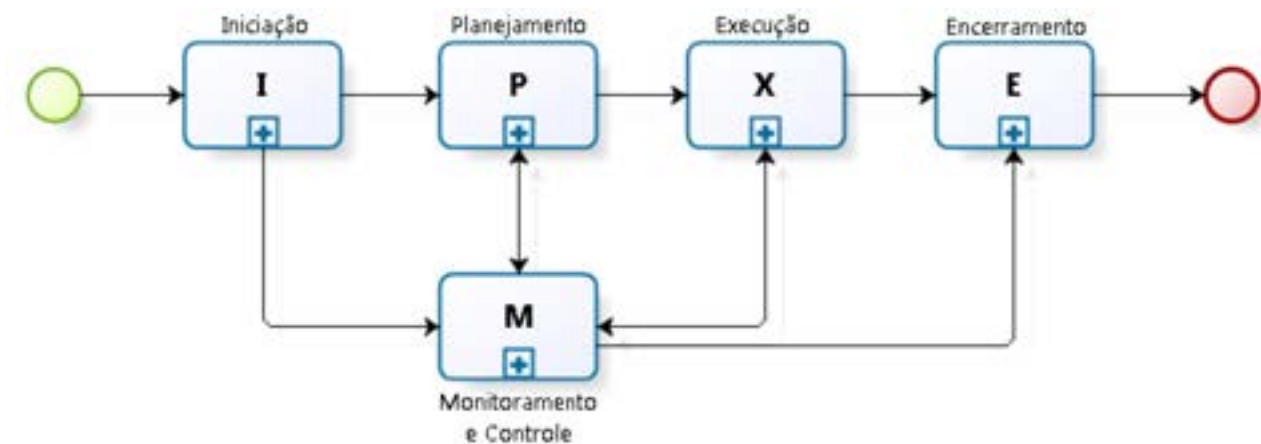 Iniciação
Planejamento
Execução
Encerramento
I
P
X
E
M
Monitoramento
e Controle